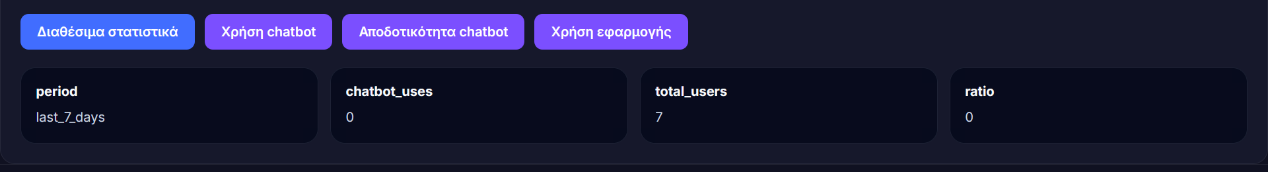 Διαθέσιμα στατιστικά
Χρήση chatbot
Αποδοτικότητα chatbot
Χρήση εφαρμογής
period
last_7_days
chatbot_uses
0
total_users
7
ratio
0